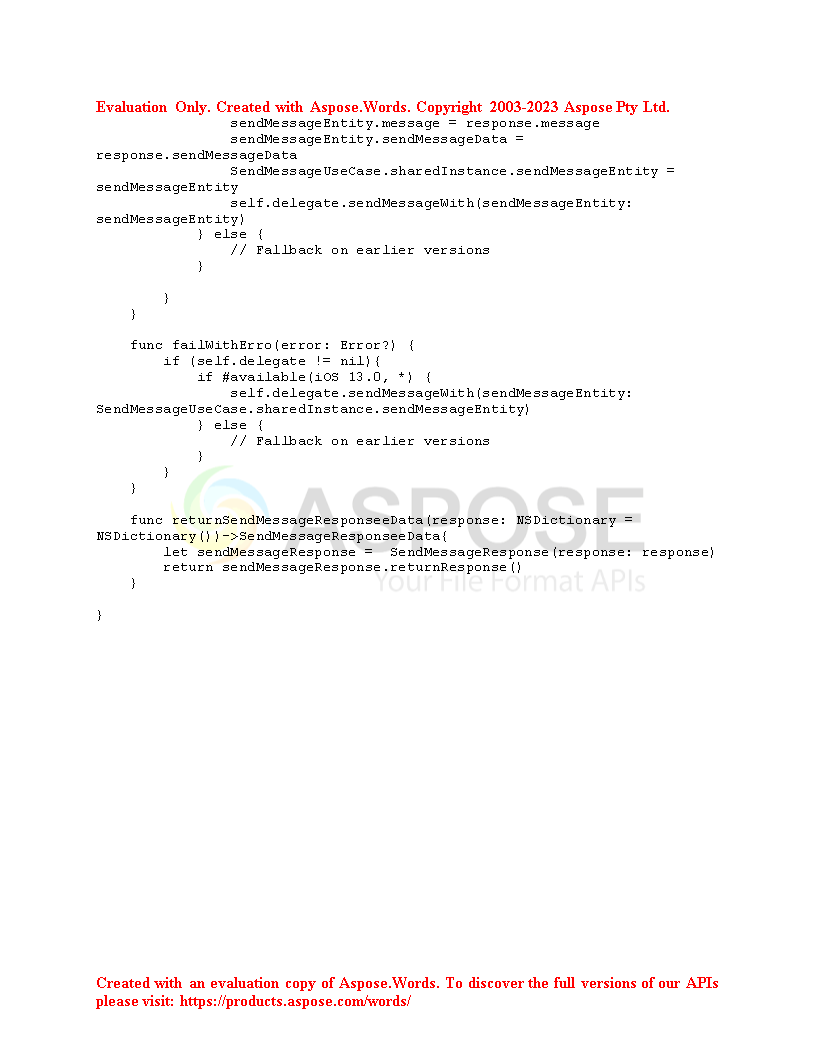 Evaluation Only. Created with Aspose.Words. Copyright 2003-2023 Aspose Pty Ltd.
                sendMessageEntity.message = response.message
                sendMessageEntity.sendMessageData =
response.sendMessageData
                SendMessageUseCase.sharedInstance.sendMessageEntity =
sendMessageEntity
                self.delegate.sendMessageWith(sendMessageEntity:
sendMessageEntity)
            } else {
                // Fallback on earlier versions
            }

        }
    }

    func failWithErro(error: Error?) {
        if (self.delegate != nil){
            if #available(iOS 13.0, *) {
                self.delegate.sendMessageWith(sendMessageEntity:
SendMessageUseCase.sharedInstance.sendMessageEntity)
            } else {
                // Fallback on earlier versions
            }
        }
    }

    func returnSendMessageResponseeData(response: NSDictionary =
NSDictionary())->SendMessageResponseeData{
        let sendMessageResponse =  SendMessageResponse(response: response)
        return sendMessageResponse.returnResponse()
    }

}
ASPOSE
Your File Format APIs
Created with an evaluation copy of Aspose.Words. To discover the full versions of our APIs
please visit: https://products.aspose.com/words/